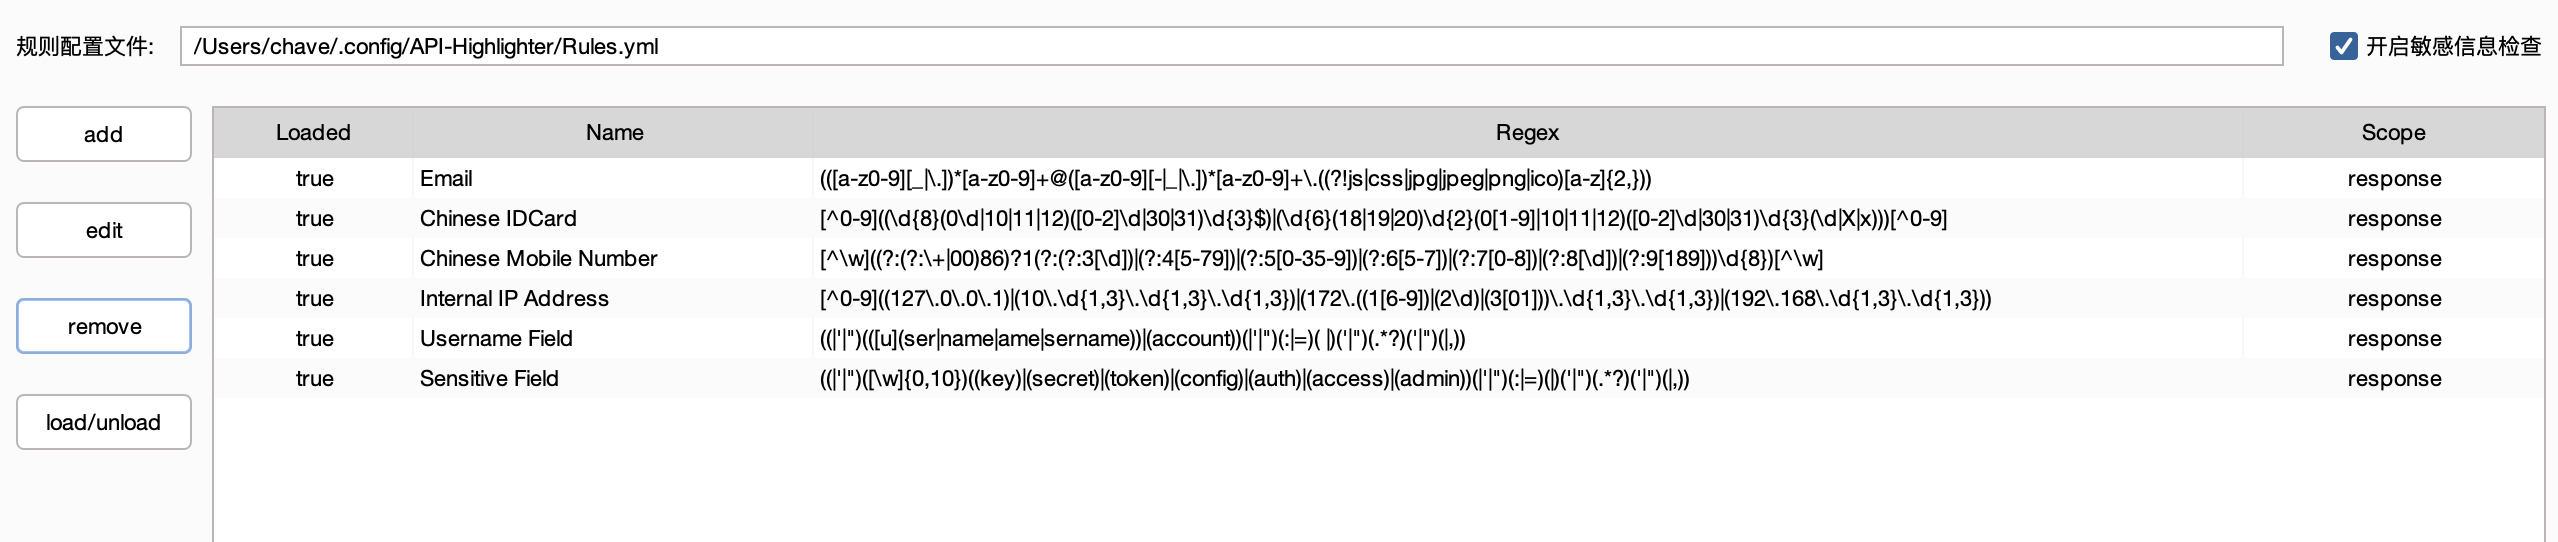 规则配置文件: /Users/chave/.config/API-Highlighter/Rules.yml 开启敏感信息检查
add
edit
remove
load/unload
Loaded Name Regex Scope
true Email (([a-z0-9][_|\.])*[a-z0-9]+@([a-z0-9][-|_|\.])*[a-z0-9]+\.((?!js|css|jpg|jpeg|png|ico)[a-z]{2,})) response
true Chinese IDCard [^0-9]((\d{8}(0\d|10|11|12)([0-2]\d|30|31)\d{3}$)|(\d{6}(18|19|20)\d{2}(0[1-9]|10|11|12)([0-2]\d|30|31)\d{3}(\d|X|x)))[^0-9] response
true Chinese Mobile Number [^\w]((?:(?:\+|00)86)?1(?:(?:3[\d])|(?:4[5-79])|(?:5[0-35-9])|(?:6[5-7])|(?:7[0-8])|(?:8[\d])|(?:9[189]))\d{8})[^\w] response
true Internal IP Address [^0-9]((127\.0\.0\.1)|(10\.\d{1,3}\.\d{1,3}\.\d{1,3})|(172\.((1[6-9])|(2\d)|(3[01]))\.\d{1,3}\.\d{1,3})|(192\.168\.\d{1,3}\.\d{1,3})) response
true Username Field ((|'|")(([u](ser|name|ame|sername))|(account))(|'|")(:|=)( |)('|")(.*?)('|")(|,)) response
true Sensitive Field ((|'|")([\w]{0,10})((key)|(secret)|(token)|(config)|(auth)|(access)|(admin))(|'|")(:|=)(|)('|")(.*?)('|")(|,)) response